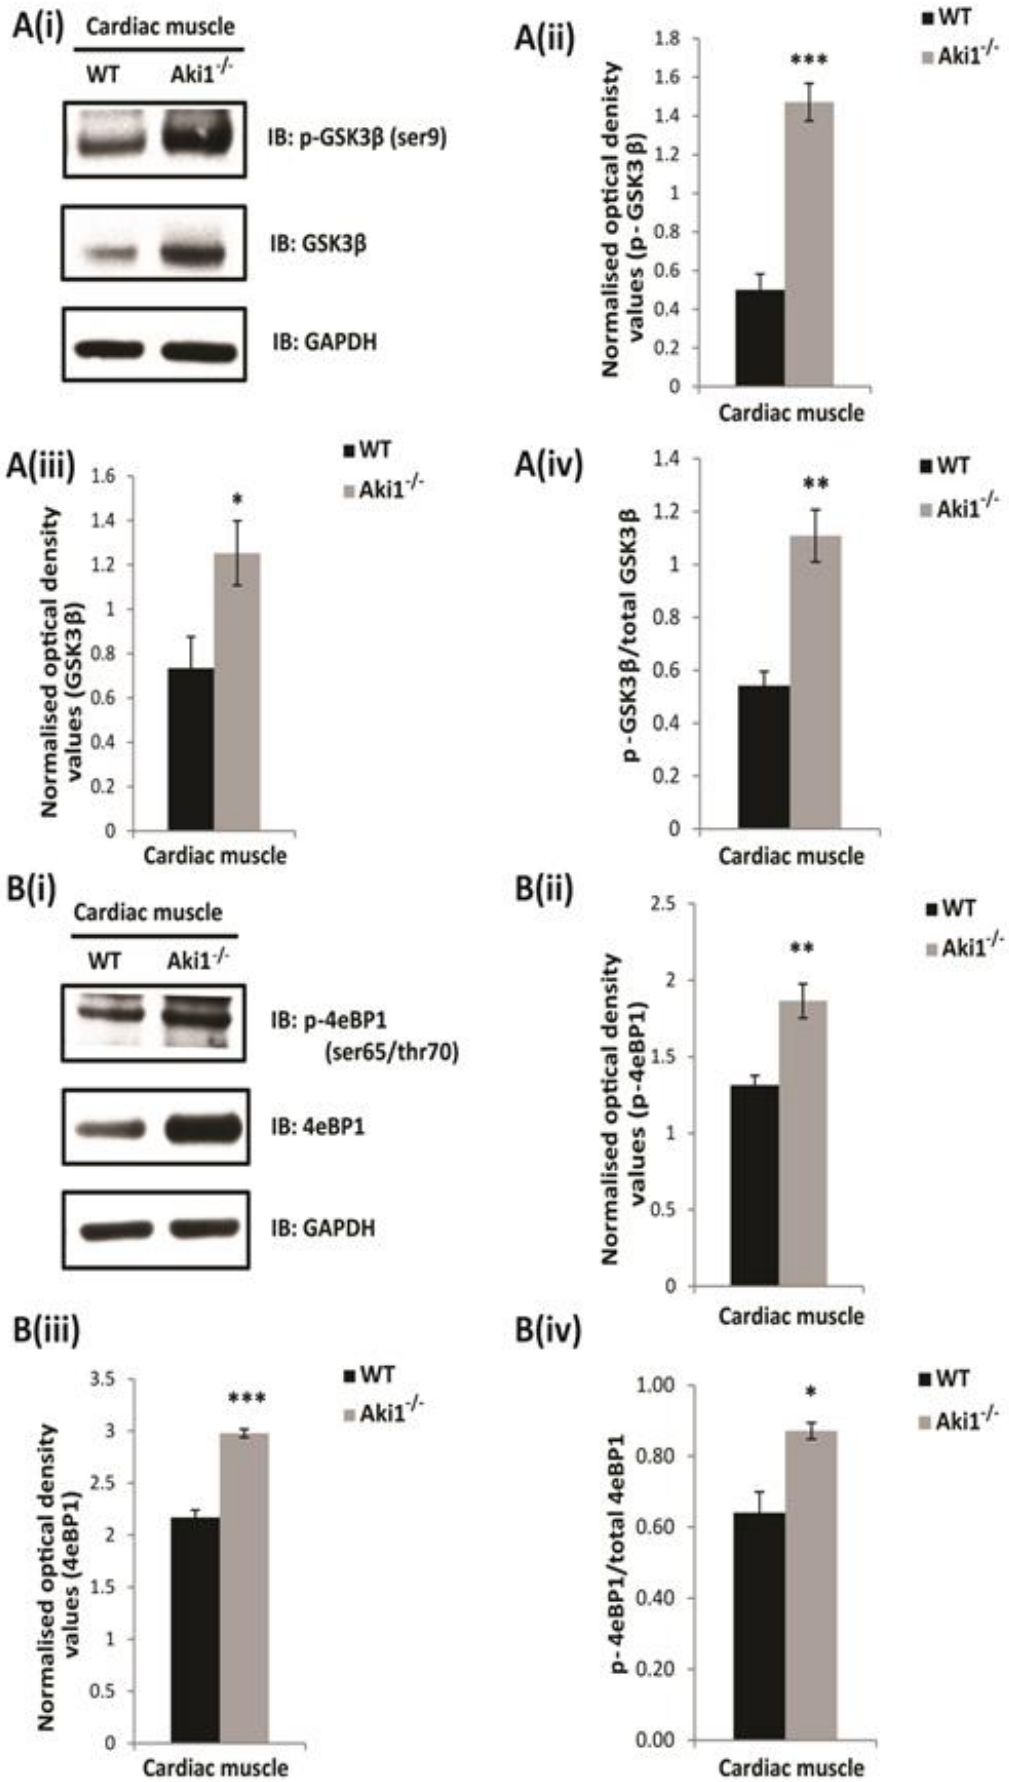 A(i)
Cardiac muscle
WT Aki1-/-
IB: p-GSK3β (ser9)
IB: GSK3β
IB: GAPDH
A(ii)
WT
Aki1-/-
Normalised optical denisty
values (p-GSK3β)
1.8
1.6
1.4
1.2
1
0.8
0.6
0.4
0.2
0
***
Cardiac muscle
A(iii)
WT
Aki1-/-
Normalised optical density
values (GSK3β)
1.6
1.4
1.2
1
0.8
0.6
0.4
0.2
0
*
Cardiac muscle
A(iv)
WT
Aki1-/-
p-GSK3β/total GSK3β
1.4
1.2
1
0.8
0.6
0.4
0.2
0
**
Cardiac muscle
B(i)
Cardiac muscle
WT Aki1-/-
IB: p-4eBP1
(ser65/thr70)
IB: 4eBP1
IB: GAPDH
B(ii)
WT
Aki1-/-
Normalised optical density
values (p-4eBP1)
2.5
2
1.5
1
0.5
0
**
Cardiac muscle
B(iii)
WT
Aki1-/-
Normalised optical density
values (4eBP1)
3.5
3
2.5
2
1.5
1
0.5
0
***
Cardiac muscle
B(iv)
WT
Aki1-/-
p-4eBP1/total 4eBP1
1.00
0.80
0.60
0.40
0.20
0.00
*
Cardiac muscle